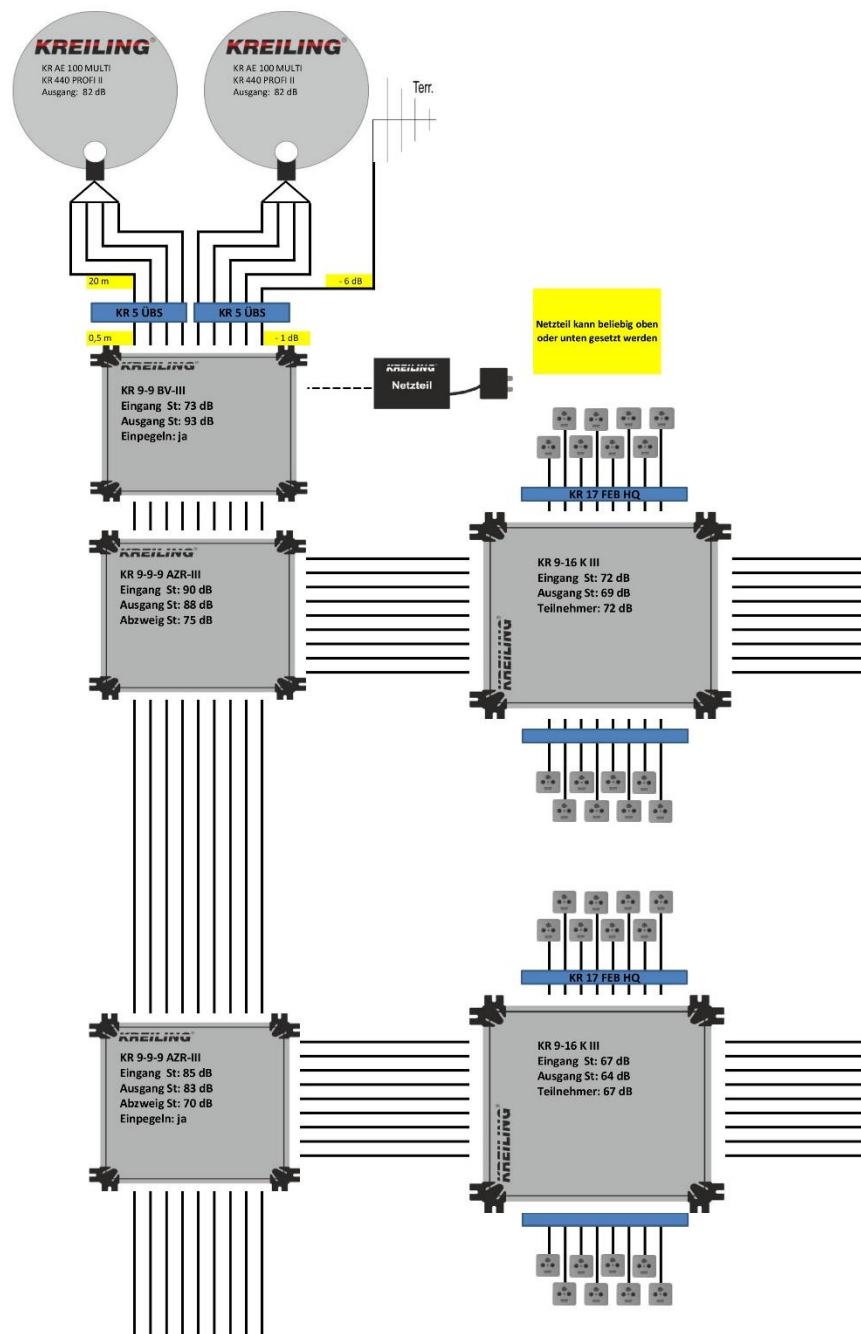 KREILING
KR AE 100 MULTI
KR 440 PROFI II
Ausgang: 82 dB
KREILING®
KR AE 100 MULTI
KR 440 PROFI II
Ausgang: 82 dB
Terr.
20 m
- 6 dB
KR 5 ÜBS
KR 5 ÜBS
0,5 m
- 1 dB
Netzteil kann beliebig oben
oder unten gesetzt werden
KREILING®
KR 9-9 BV-III
Eingang St: 73 dB
Ausgang St: 93 dB
Einpegeln: ja
KREILING®
Netzteil
KR 17 FEB HQ
KREILING®
KR 9-9-9 AZR-III
Eingang St: 90 dB
Ausgang St: 88 dB
Abzweig St: 75 dB
KR 9-16 K III
Eingang St: 72 dB
Ausgang St: 69 dB
Teilnehmer: 72 dB
KREILING
KR 17 FEB HQ
KREILING®
KR 9-9-9 AZR-III
Eingang St: 85 dB
Ausgang St: 83 dB
Abzweig St: 70 dB
Einpegeln: ja
KR 9-16 K III
Eingang St: 67 dB
Ausgang St: 64 dB
Teilnehmer: 67 dB
KREILING